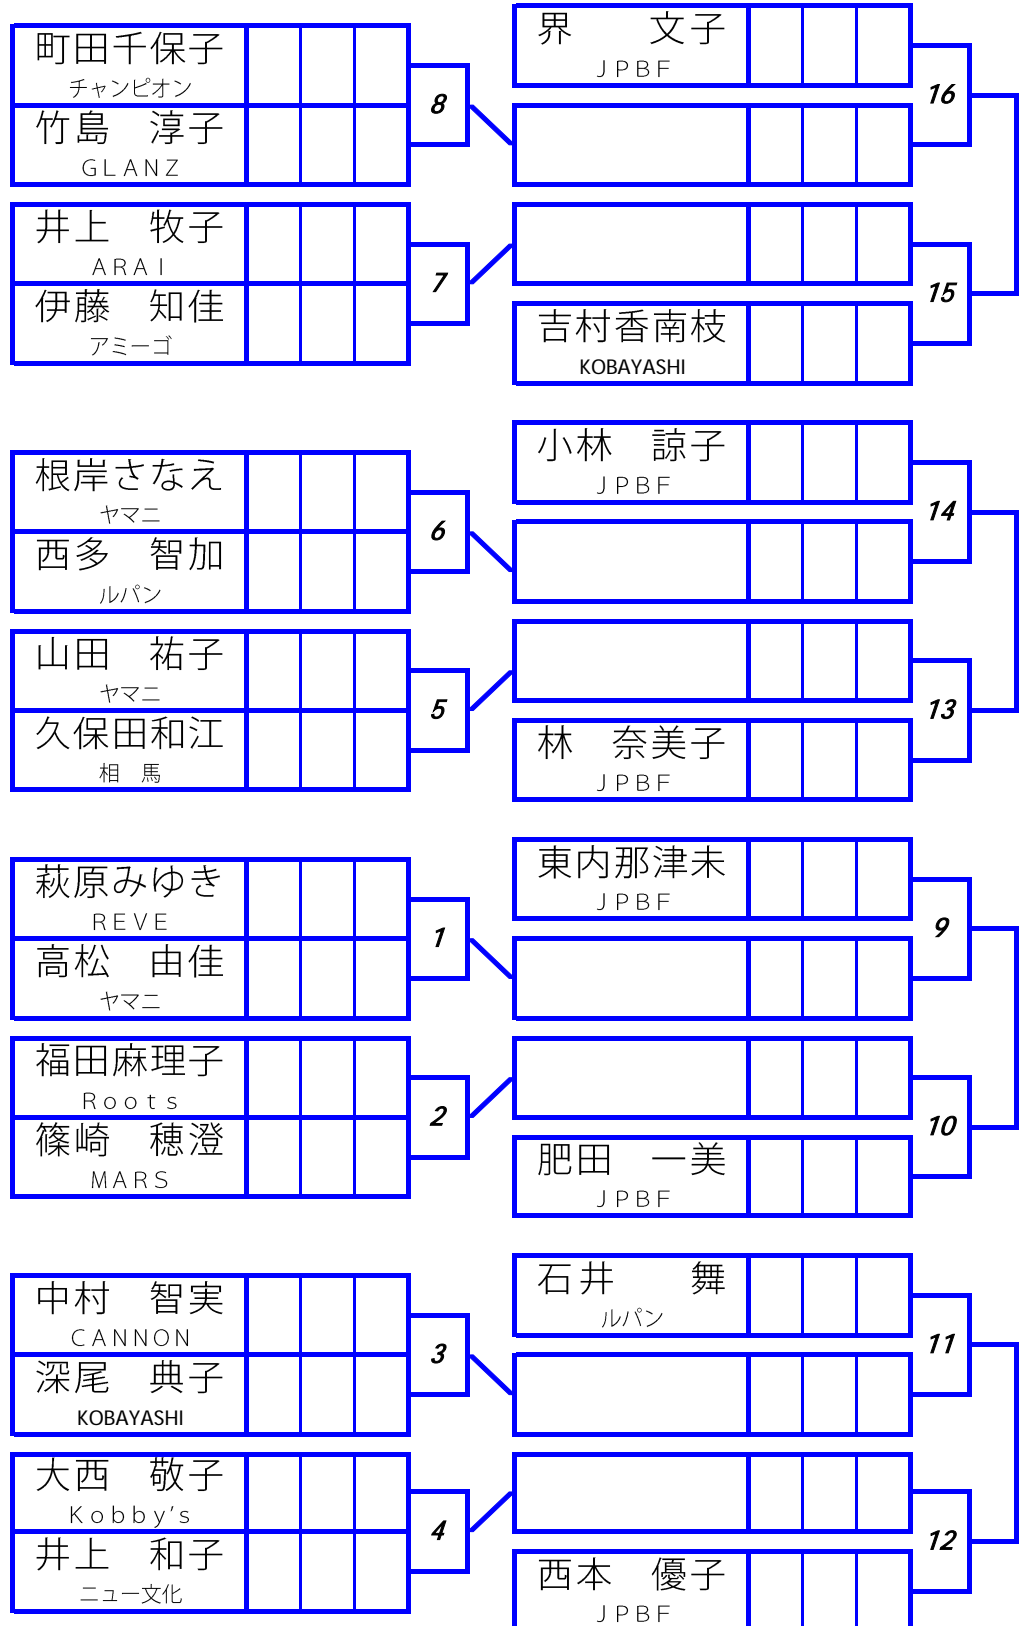 町田千保子
チャンピオン
8
竹島　淳子
ＧＬＡＮＺ
界　　文子
ＪＰＢＦ
16
井上　牧子
ＡＲＡＩ
7
伊藤　知佳
アミーゴ
15
吉村香南枝
KOBAYASHI
根岸さなえ
ヤマニ
6
西多　智加
ルパン
小林　諒子
ＪＰＢＦ
14
山田　祐子
ヤマニ
5
久保田和江
相　馬
13
林　奈美子
ＪＰＢＦ
萩原みゆき
ＲＥＶＥ
1
高松　由佳
ヤマニ
東内那津未
ＪＰＢＦ
9
福田麻理子
Ｒｏｏｔｓ
2
篠崎　穂澄
ＭＡＲＳ
10
肥田　一美
ＪＰＢＦ
中村　智実
ＣＡＮＮＯＮ
3
深尾　典子
KOBAYASHI
石井　　舞
ルパン
11
大西　敬子
Ｋｏｂｂｙ’ｓ
4
井上　和子
ニュー文化
12
西本　優子
ＪＰＢＦ